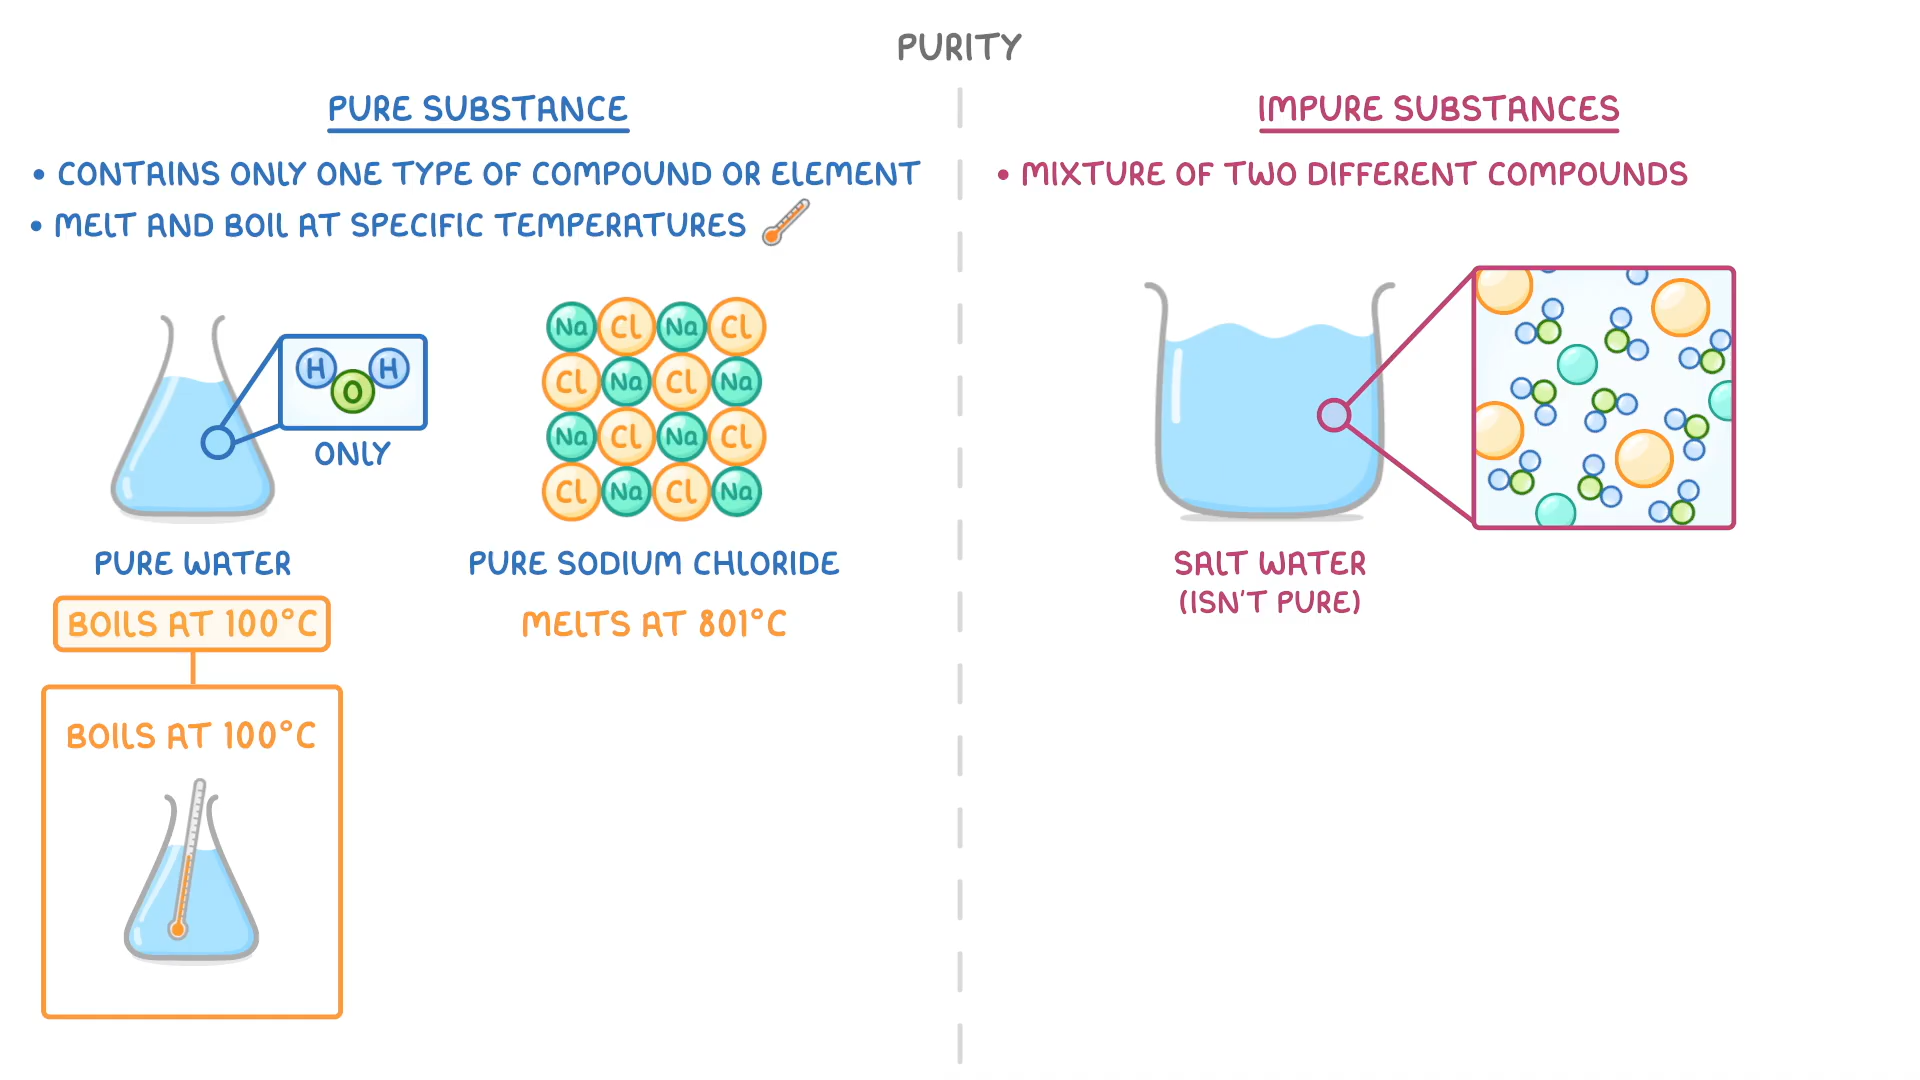 PURITY
PURE SUBSTANCE
• CONTAINS ONLY ONE TYPE OF COMPOUND OR ELEMENT
• MELT AND BOIL AT SPECIFIC TEMPERATURES
H O H
ONLY
Na Cl Na Cl
Cl Na Cl Na
Na Cl Na Cl
Cl Na Cl Na
PURE WATER
PURE SODIUM CHLORIDE
BOILS AT 100°C
MELTS AT 801°C
BOILS AT 100°C
IMPURE SUBSTANCES
• MIXTURE OF TWO DIFFERENT COMPOUNDS
SALT WATER
(ISN'T PURE)